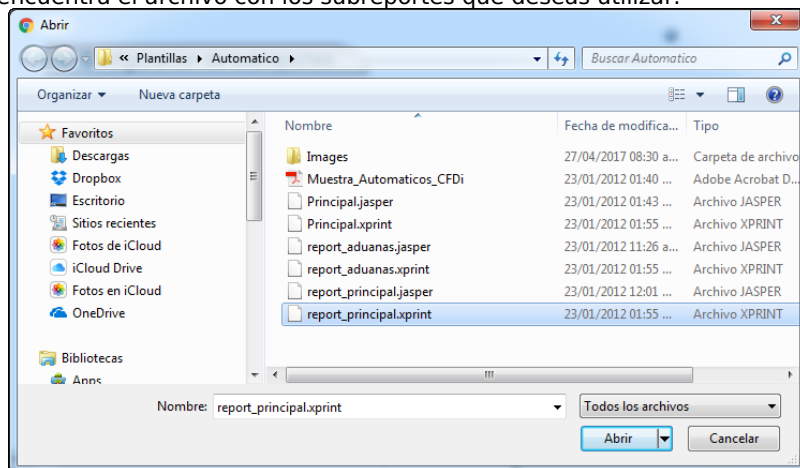 encuentra el archivo con los subreportes que deseas utilizar.
Abrir
« Plantillas ▸ Automatico ▸
Buscar Automatico
Organizar ▾ Nueva carpeta
Favoritos
Descargas
Dropbox
Escritorio
Sitios recientes
Fotos de iCloud
iCloud Drive
Fotos en iCloud
OneDrive
Bibliotecas
Apps
Nombre Fecha de modifica... Tipo
Images 27/04/2017 08:30 a... Carpeta de archivo
Muestra_Automaticos_CFDi 23/01/2012 01:40 ... Adobe Acrobat D...
Principal.jasper 23/01/2012 01:43 ... Archivo JASPER
Principal.xprint 23/01/2012 01:55 ... Archivo XPRINT
report_aduanas.jasper 23/01/2012 11:26 a... Archivo JASPER
report_aduanas.xprint 23/01/2012 01:55 ... Archivo XPRINT
report_principal.jasper 23/01/2012 12:01 ... Archivo JASPER
report_principal.xprint 23/01/2012 01:55 ... Archivo XPRINT
Nombre: report_principal.xprint Todos los archivos
Abrir Cancelar